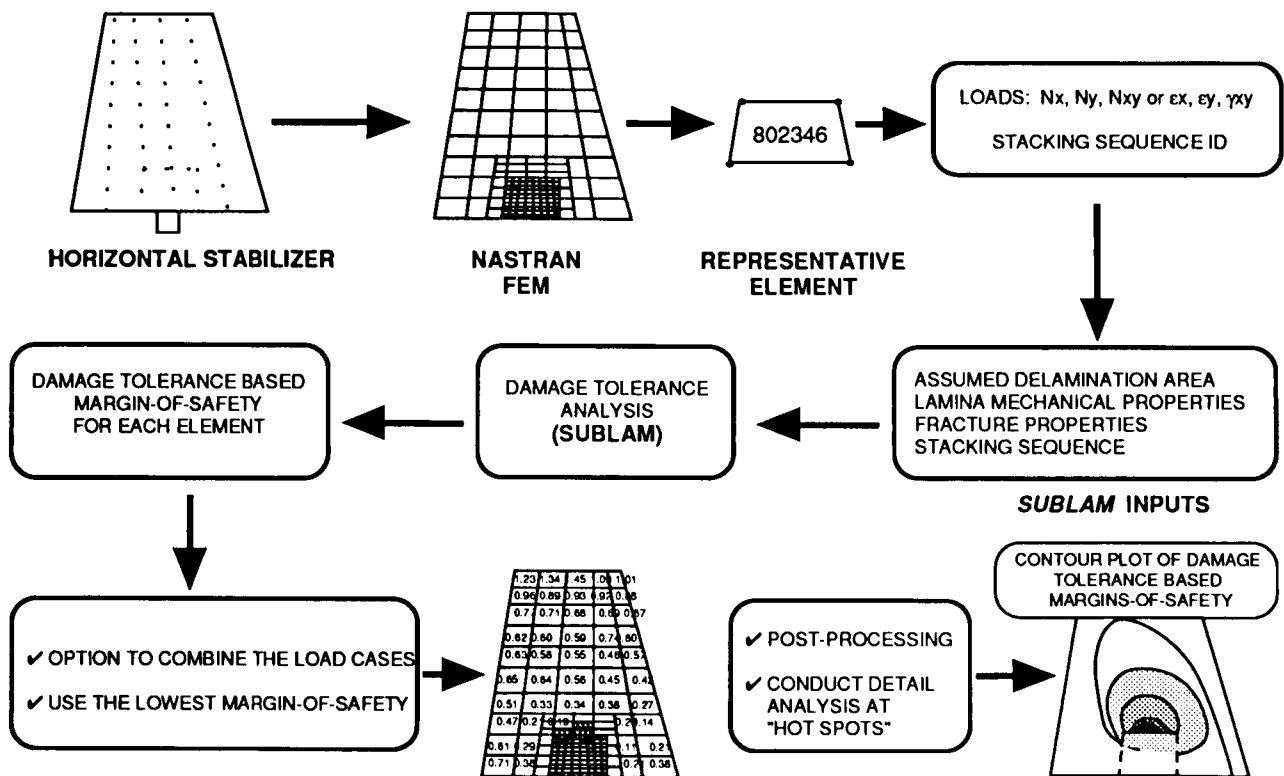 802346
LOADS: Nx, Ny, Nxy or εx, εy, γxy
STACKING SEQUENCE ID
HORIZONTAL STABILIZER
NASTRAN
FEM
REPRESENTATIVE
ELEMENT
ASSUMED DELAMINATION AREA
LAMINA MECHANICAL PROPERTIES
FRACTURE PROPERTIES
STACKING SEQUENCE
SUBLAM INPUTS
DAMAGE TOLERANCE
ANALYSIS
(SUBLAM)
DAMAGE TOLERANCE BASED
MARGIN-OF-SAFETY
FOR EACH ELEMENT
✔ OPTION TO COMBINE THE LOAD CASES
✔ USE THE LOWEST MARGIN-OF-SAFETY
1.23 1.34
0.96 0.89 0.93 0.92
0.71 0.68
0.62 0.60 0.59
0.58 0.55
0.65 0.64 0.56 0.45
0.51 0.33 0.34 0.38 0.27
0.47
0.61
0.71
✔ POST-PROCESSING
✔ CONDUCT DETAIL
ANALYSIS AT
"HOT SPOTS"
CONTOUR PLOT OF DAMAGE
TOLERANCE BASED
MARGINS-OF-SAFETY